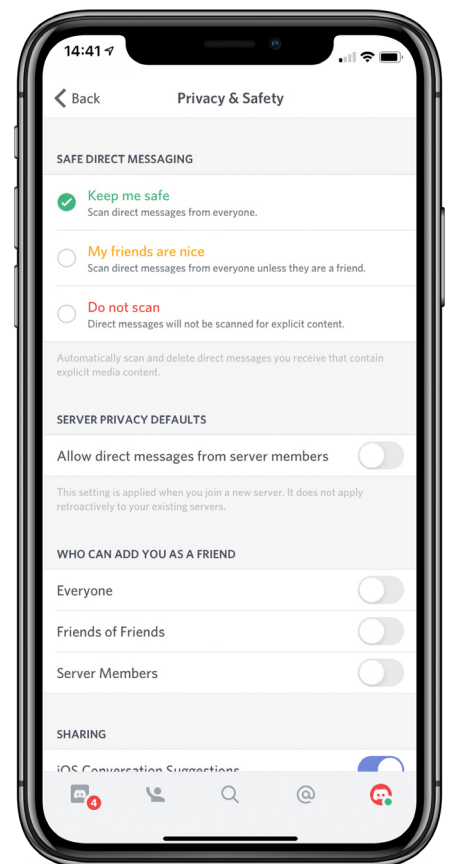 14:41
Back
Privacy & Safety
SAFE DIRECT MESSAGING
Keep me safe
Scan direct messages from everyone.
My friends are nice
Scan direct messages from everyone unless they are a friend.
Do not scan
Direct messages will not be scanned for explicit content.
Automatically scan and delete direct messages you receive that contain
explicit media content.
SERVER PRIVACY DEFAULTS
Allow direct messages from server members
This setting is applied when you join a new server. It does not apply
retroactively to your existing servers.
WHO CAN ADD YOU AS A FRIEND
Everyone
Friends of Friends
Server Members
SHARING
iOS Conversation Suggestions
4